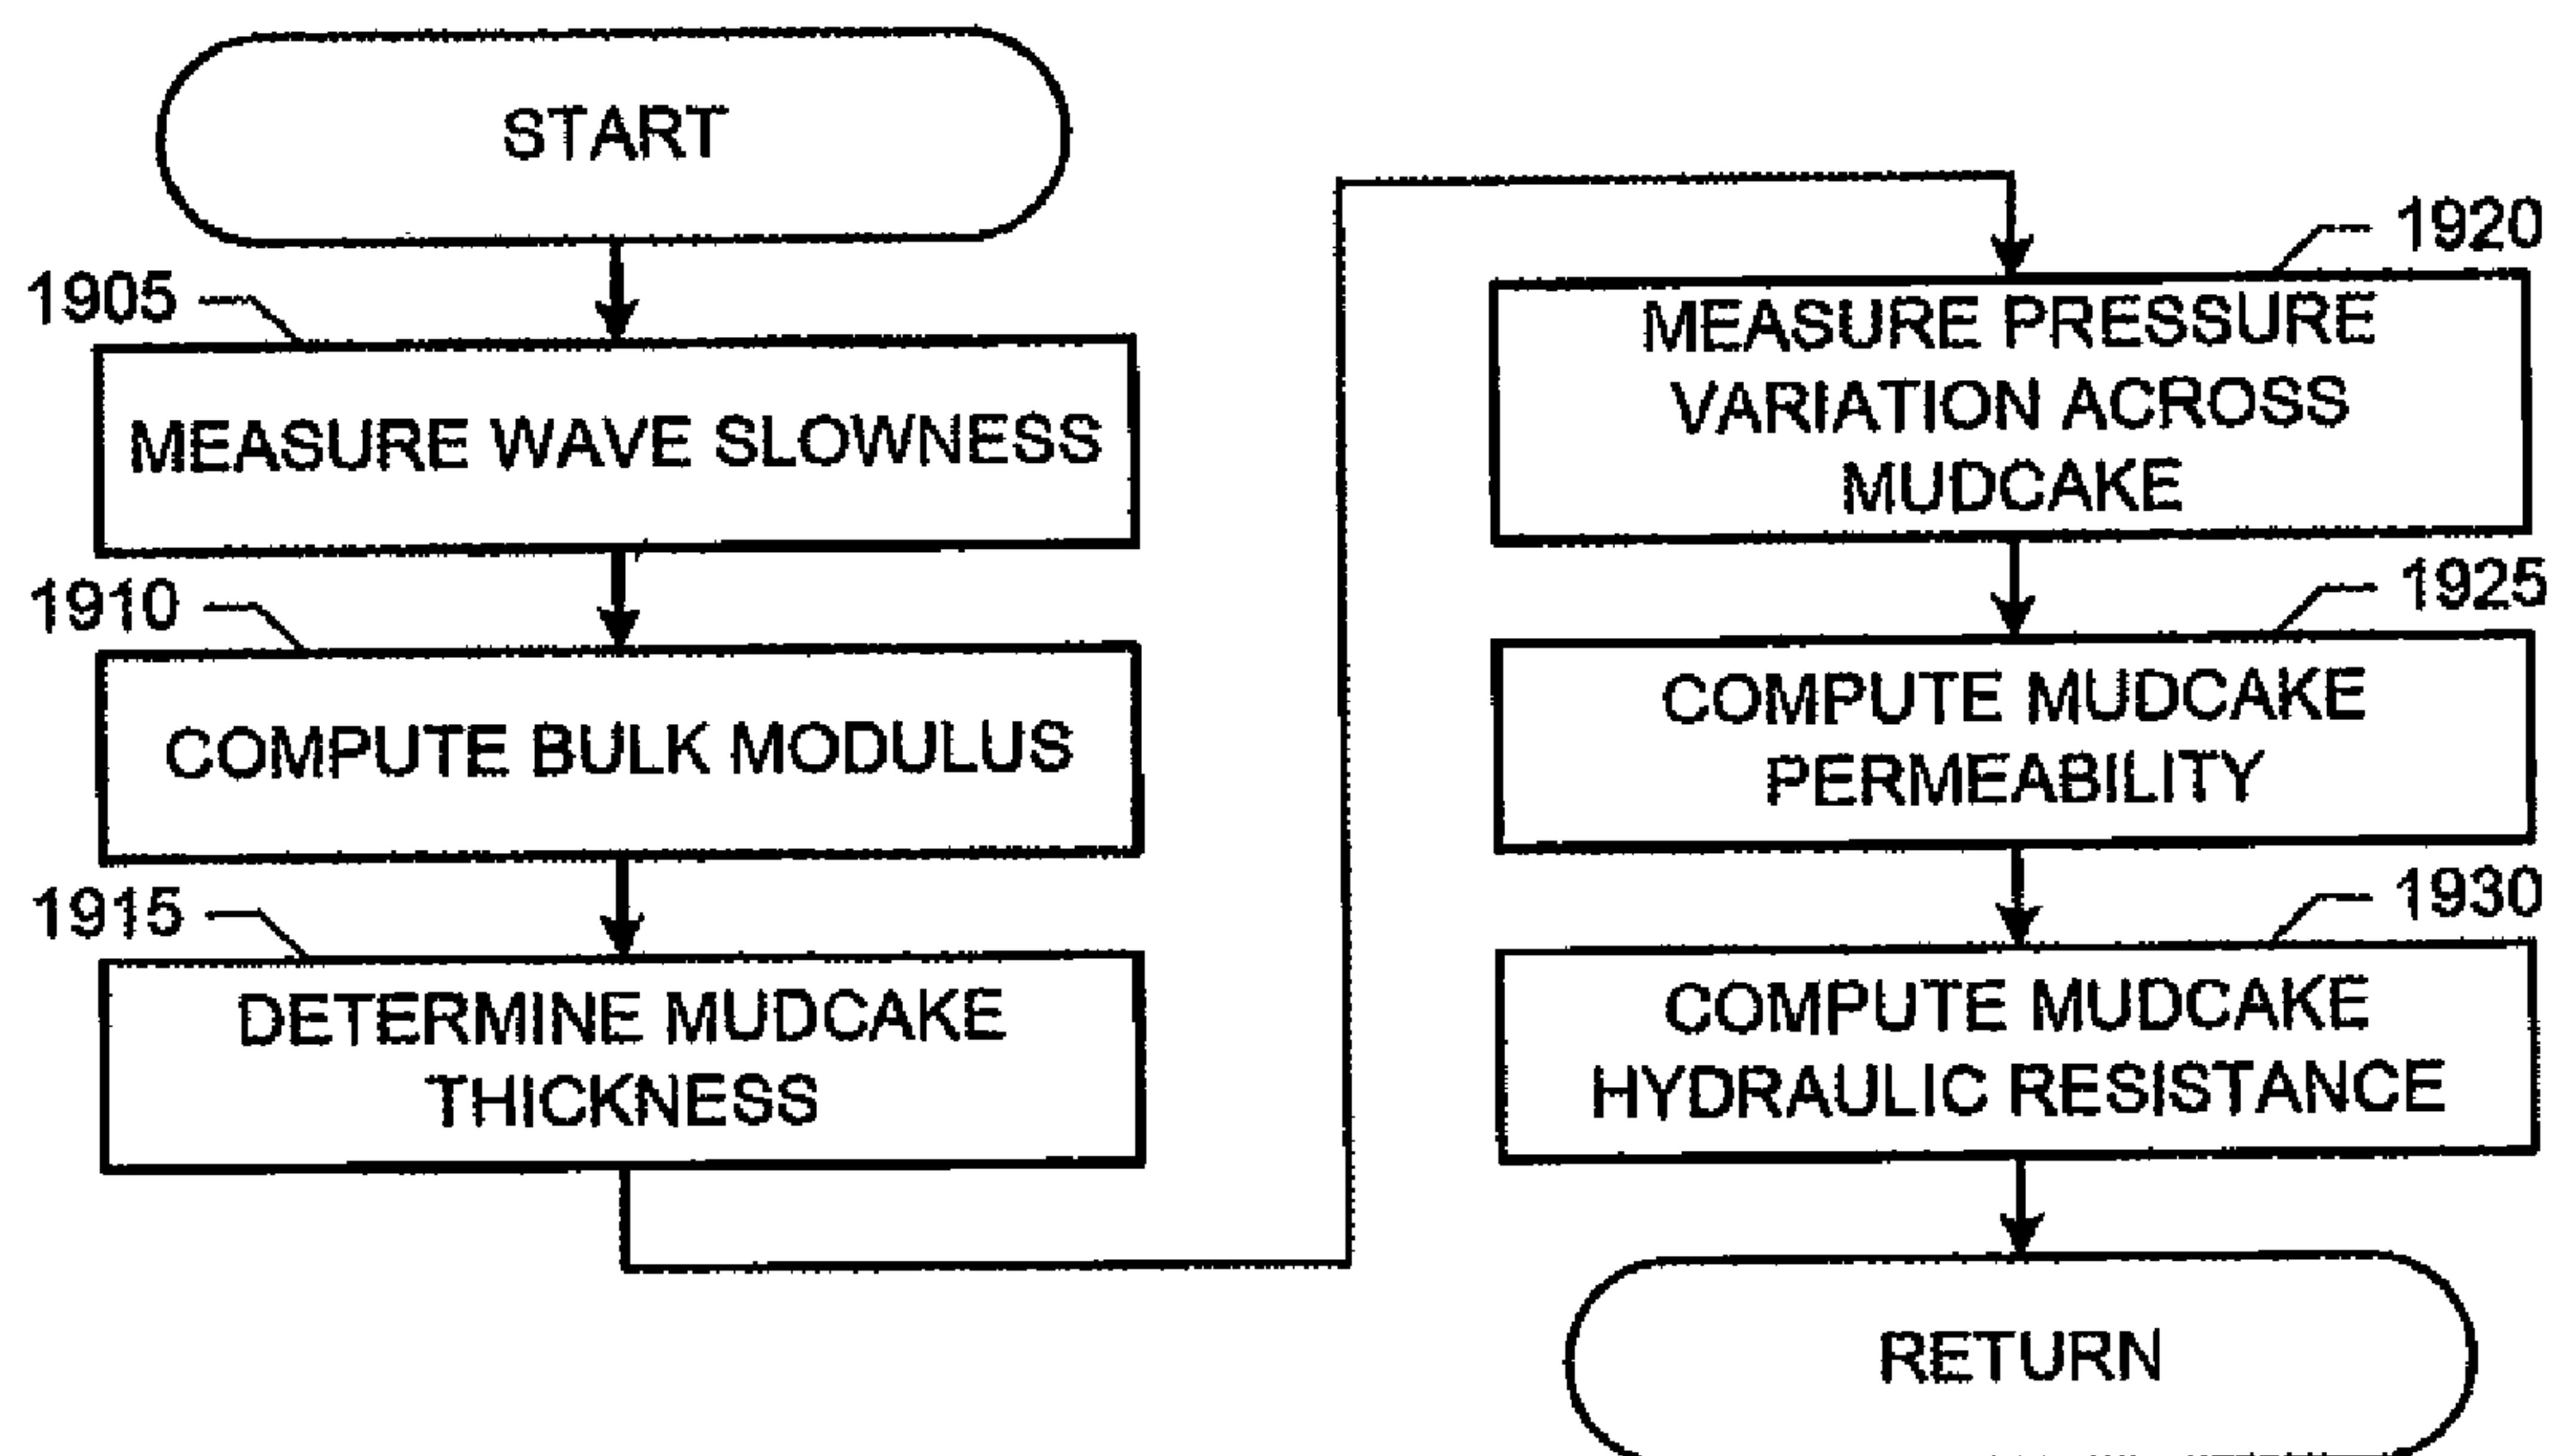 START
1905
MEASURE WAVE SLOWNESS
1910
COMPUTE BULK MODULUS
1915
DETERMINE MUDCAKE
THICKNESS
1920
MEASURE PRESSURE
VARIATION ACROSS
MUDCAKE
1925
COMPUTE MUDCAKE
PERMEABILITY
1930
COMPUTE MUDCAKE
HYDRAULIC RESISTANCE
RETURN